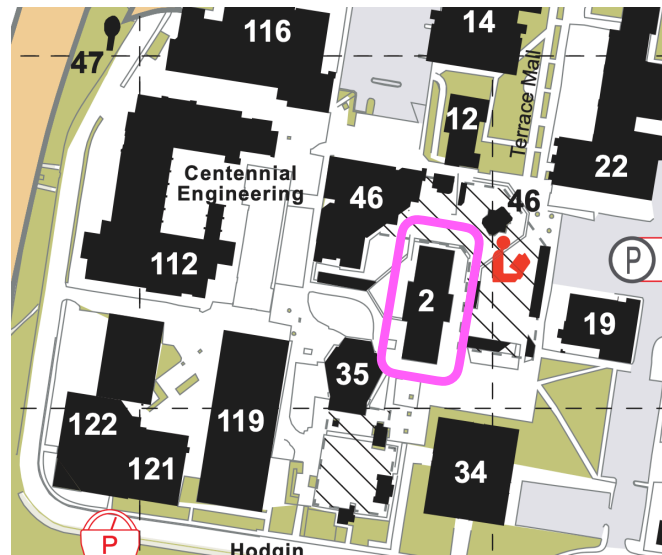 116
14
47
Terrace Mall
12
22
Centennial
Engineering
46
46
112
P
2
19
35
122
119
121
34
P
Hodgin